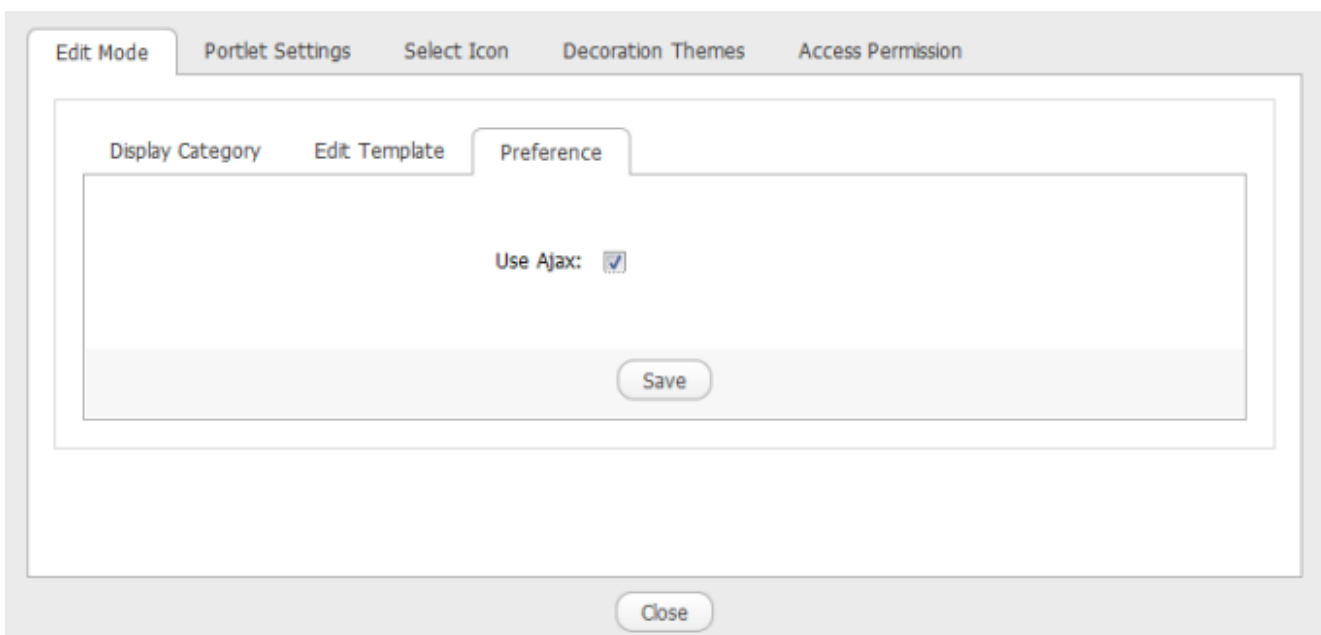 Edit Mode Portlet Settings Select Icon Decoration Themes Access Permission
Display Category Edit Template Preference
Use Ajax:
Save
Close